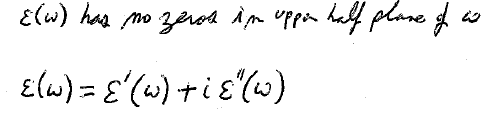 ε(ω) has no zeros in upper half plane of ω
ε(ω) = ε'(ω) + i ε''(ω)